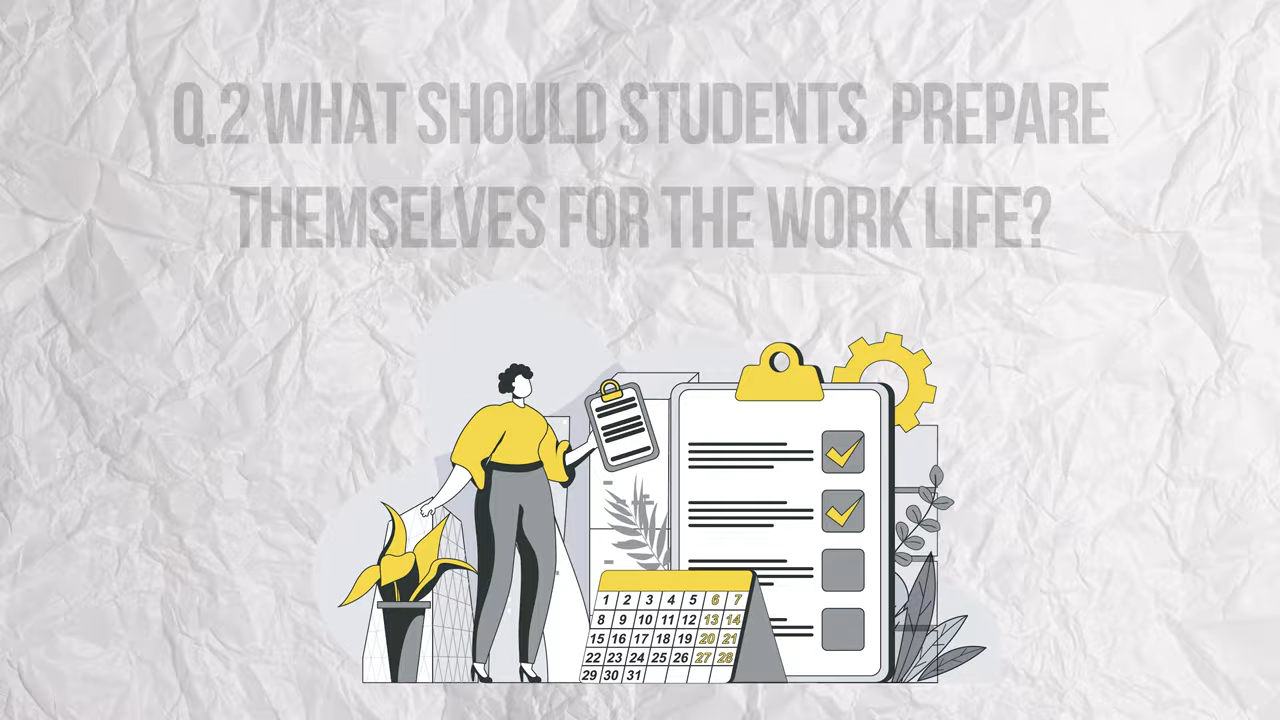 Q.2 WHAT SHOULD STUDENTS PREPARE
THEMSELVES FOR THE WORK LIFE?
1 2 3 4 5 6 7
8 9 10 11 12 13 14
15 16 17 18 19 20 21
22 23 24 25 26 27 28
29 30 31